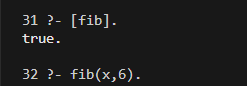 31 ?- [fib].
true.
32 ?- fib(x,6).